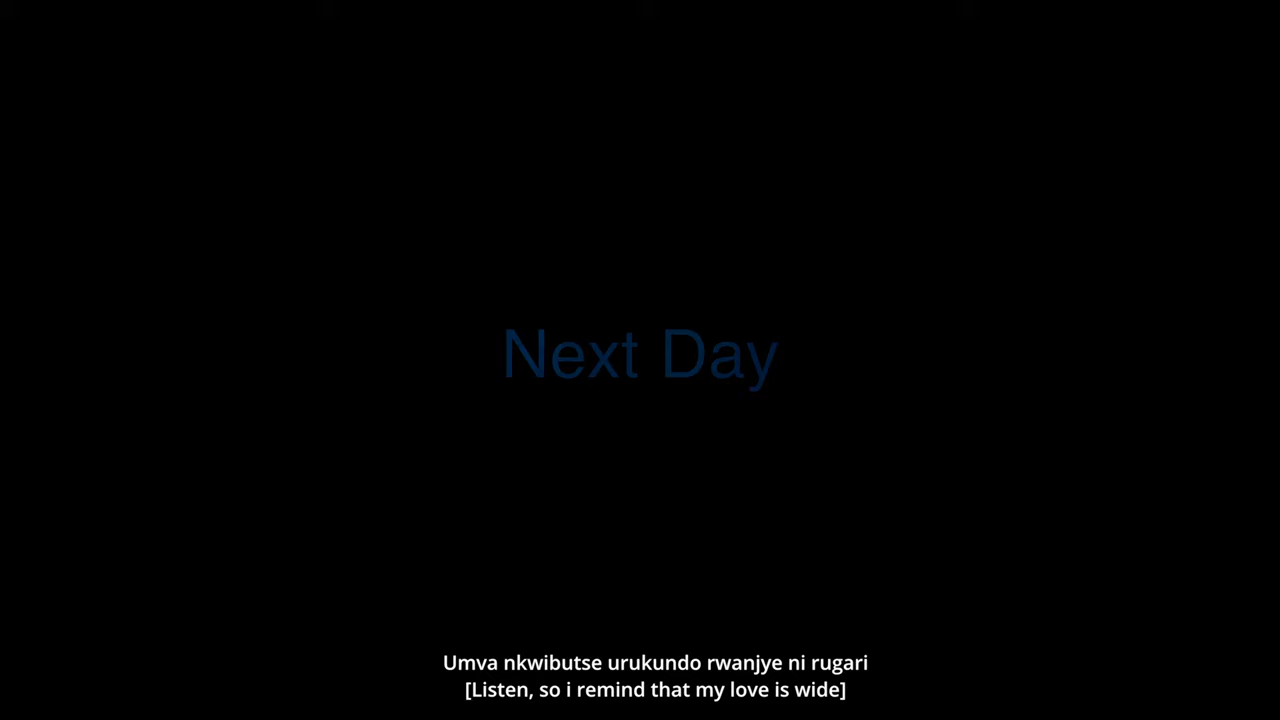 Next Day
Umva nkwibutse urukundo rwanjye ni rugari
[Listen, so i remind that my love is wide]